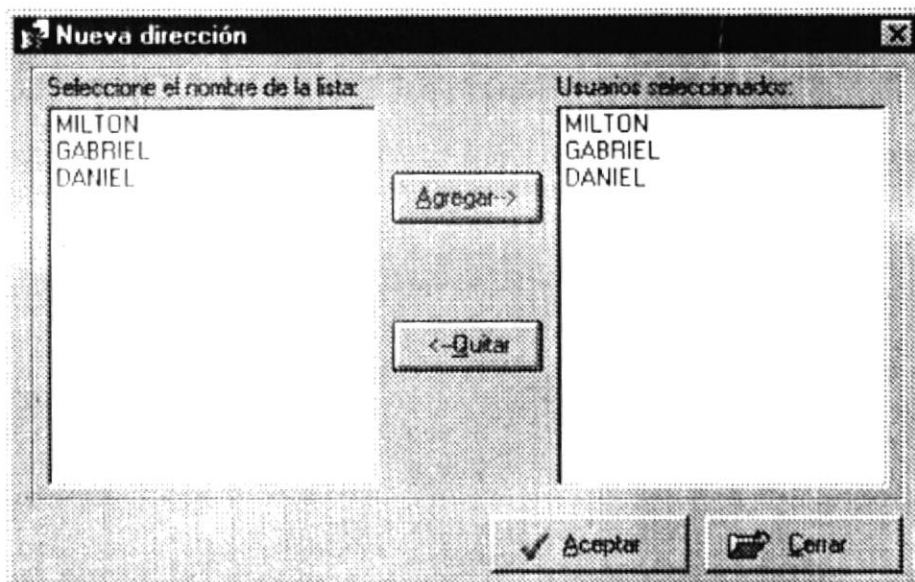 Nueva dirección
Seleccione el nombre de la lista:
MILTON
GABRIEL
DANIEL
Agregar-->
<--Quitar
Usuarios seleccionados:
MILTON
GABRIEL
DANIEL
Aceptar
Cerrar